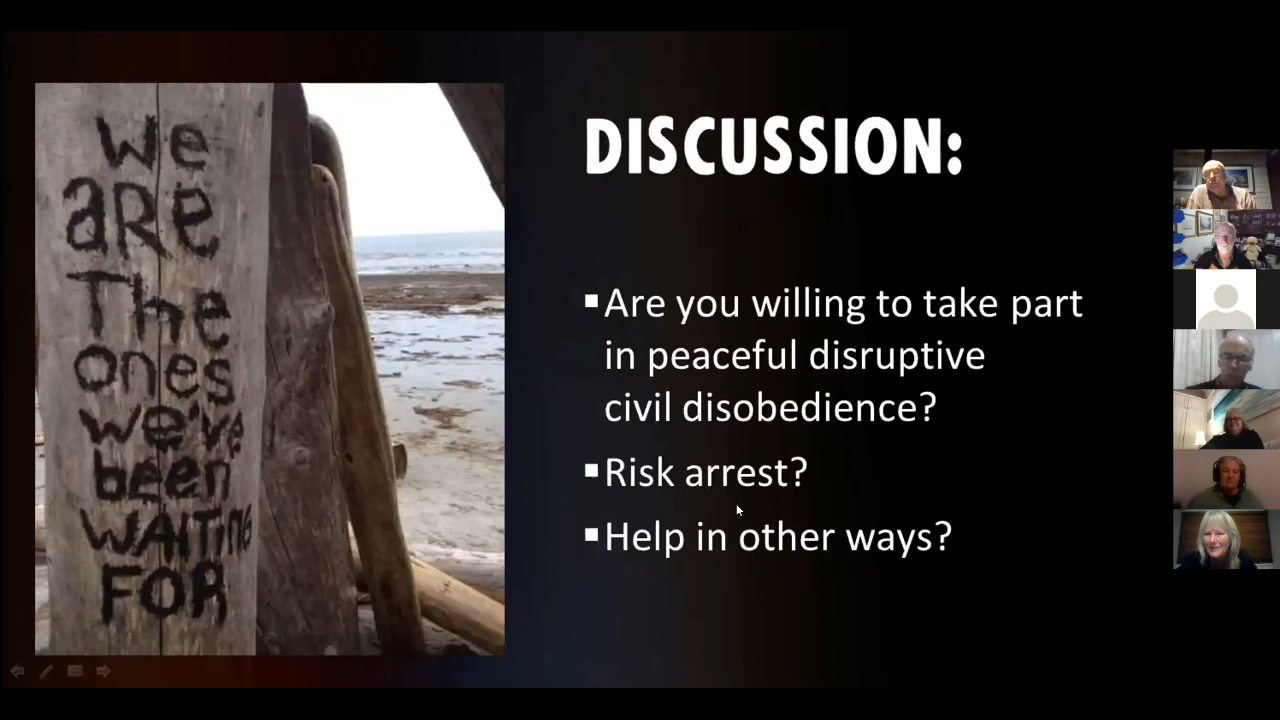 We
aRe
The
ones
we've
been
WAITING
FOR
DISCUSSION:
▪Are you willing to take part
in peaceful disruptive
civil disobedience?
▪Risk arrest?
▪Help in other ways?